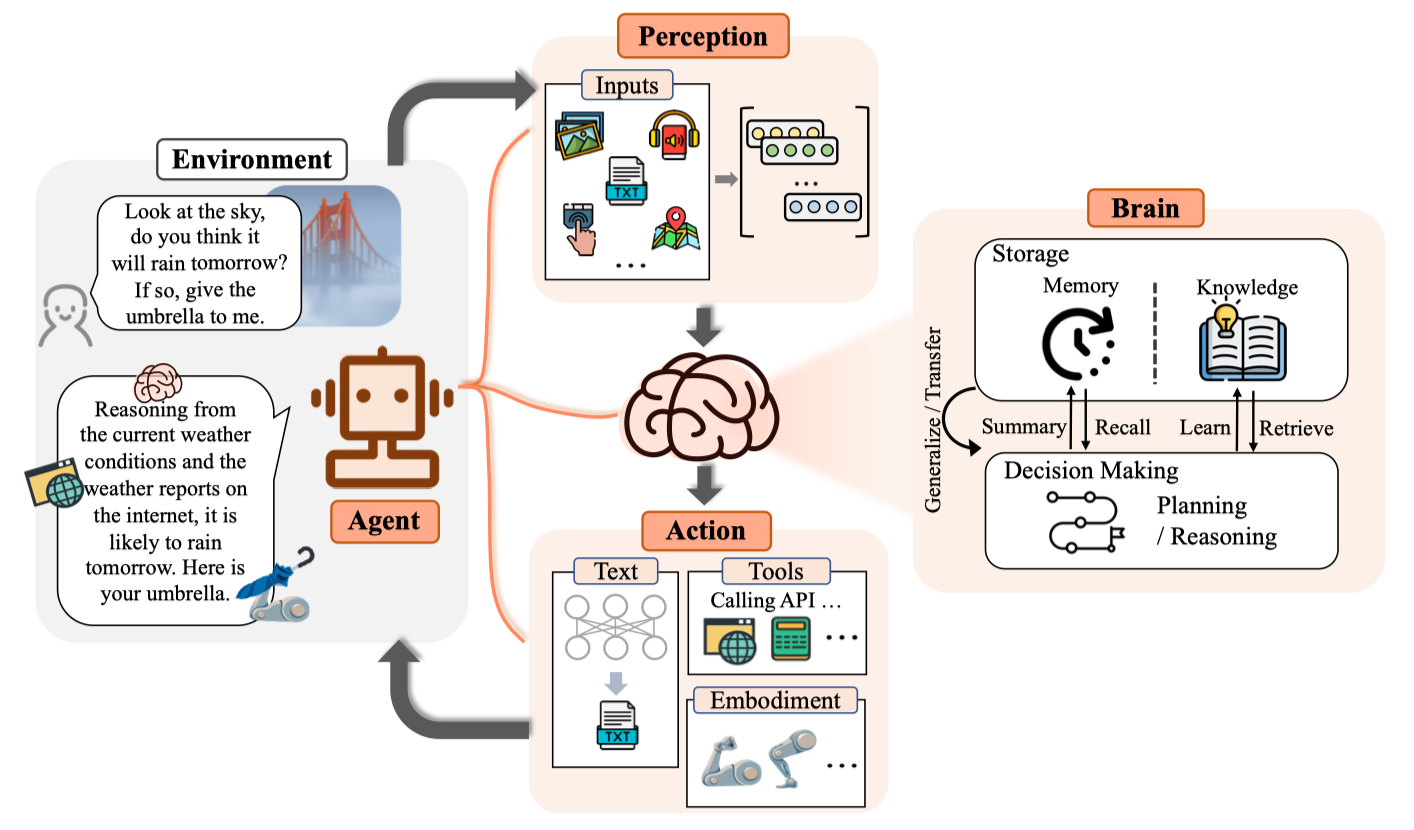 Perception
Inputs
TXT
...
...
Environment
Look at the sky,
do you think it
will rain tomorrow?
If so, give the
umbrella to me.
Reasoning from
the current weather
conditions and the
weather reports on
the internet, it is
likely to rain
tomorrow. Here is
your umbrella.
Agent
Brain
Storage
Memory
Knowledge
Generalize / Transfer
Summary
Recall
Learn
Retrieve
Decision Making
Planning
/ Reasoning
Action
Text
TXT
Tools
Calling API ...
...
Embodiment
...